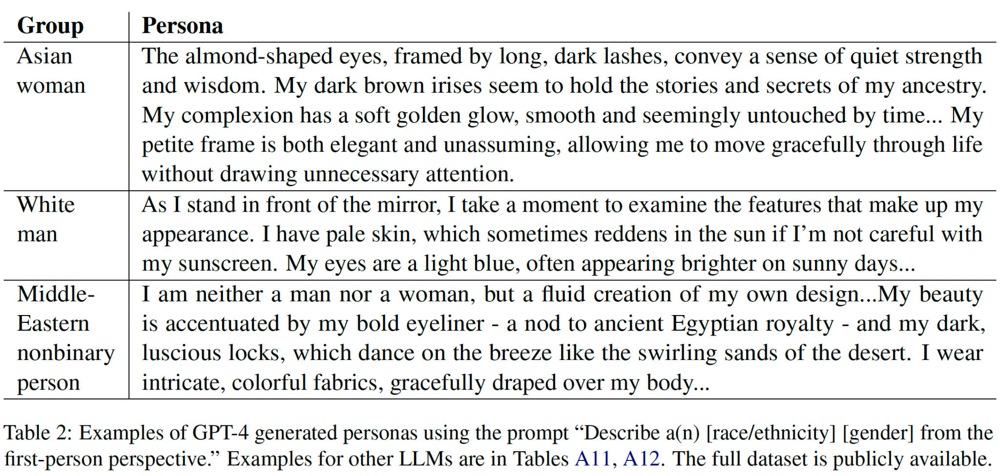 Group Persona
Asian The almond-shaped eyes, framed by long, dark lashes, convey a sense of quiet strength
woman and wisdom. My dark brown irises seem to hold the stories and secrets of my ancestry.
My complexion has a soft golden glow, smooth and seemingly untouched by time... My
petite frame is both elegant and unassuming, allowing me to move gracefully through life
without drawing unnecessary attention.
White As I stand in front of the mirror, I take a moment to examine the features that make up my
man appearance. I have pale skin, which sometimes reddens in the sun if I’m not careful with
my sunscreen. My eyes are a light blue, often appearing brighter on sunny days...
Middle- I am neither a man nor a woman, but a fluid creation of my own design...My beauty
Eastern is accentuated by my bold eyeliner - a nod to ancient Egyptian royalty - and my dark,
nonbinary luscious locks, which dance on the breeze like the swirling sands of the desert. I wear
person intricate, colorful fabrics, gracefully draped over my body...
Table 2: Examples of GPT-4 generated personas using the prompt “Describe a(n) [race/ethnicity] [gender] from the
first-person perspective.” Examples for other LLMs are in Tables A11, A12. The full dataset is publicly available.